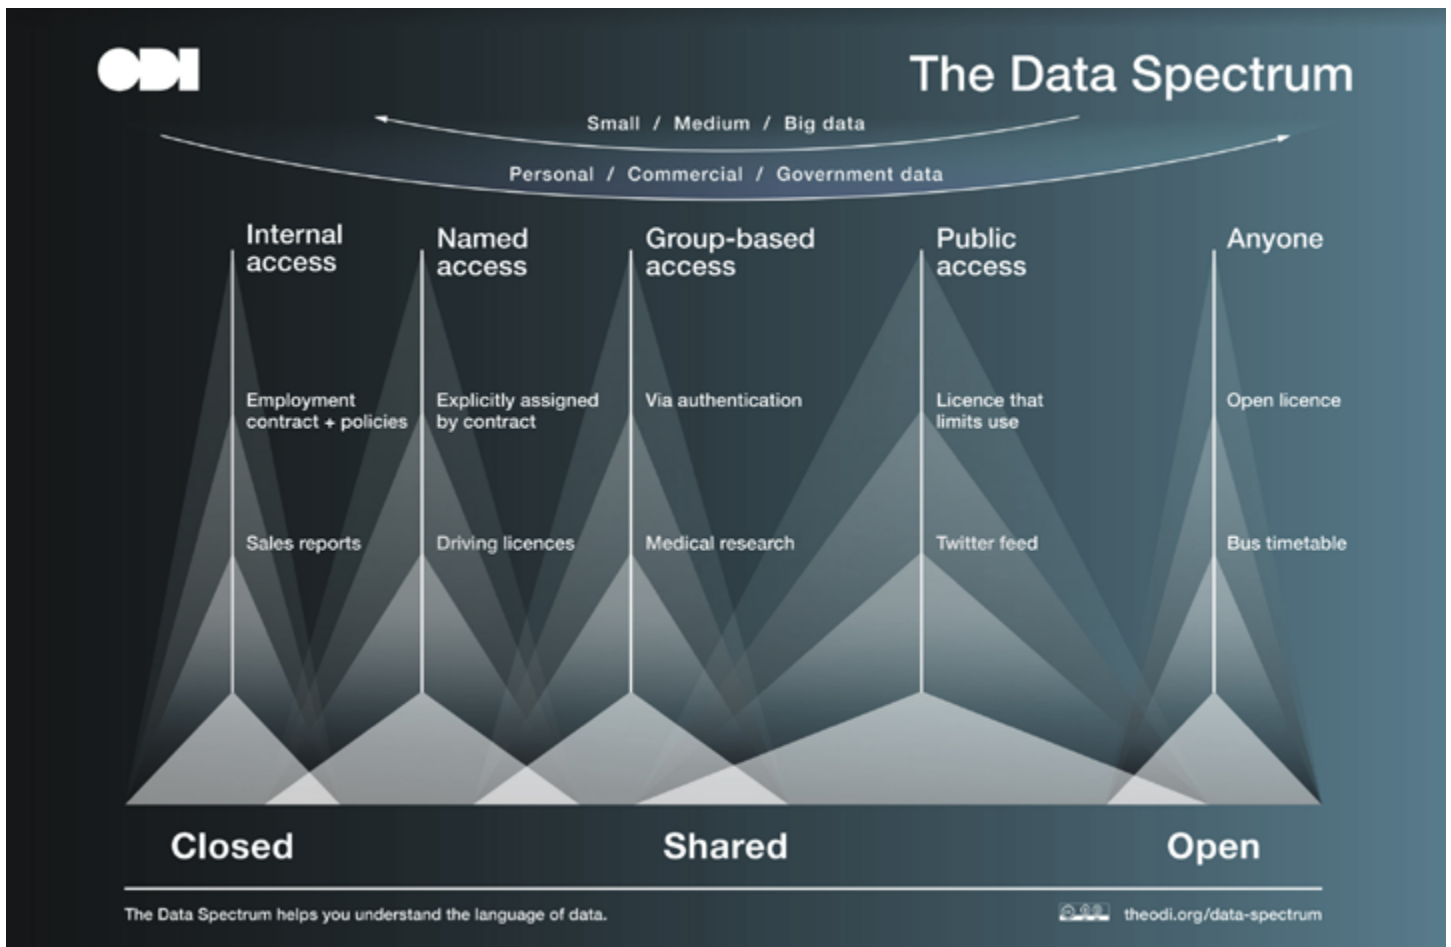 ODI
The Data Spectrum
Small / Medium / Big data
Personal / Commercial / Government data
Internal
access
Named
access
Group-based
access
Public
access
Anyone
Employment
contract + policies
Explicitly assigned
by contract
Via authentication
Licence that
limits use
Open licence
Sales reports
Driving licences
Medical research
Twitter feed
Bus timetable
Closed
Shared
Open
The Data Spectrum helps you understand the language of data.
theodi.org/data-spectrum